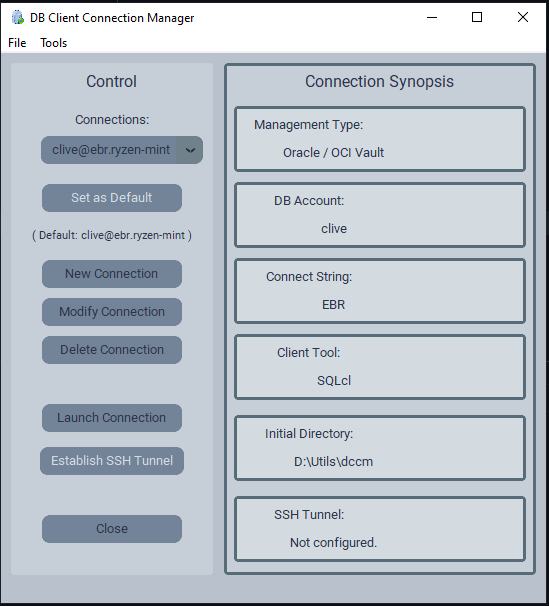 DB Client Connection Manager
File Tools
Control
Connections:
clive@ebr.ryzen-mint
Set as Default
( Default: clive@ebr.ryzen-mint )
New Connection
Modify Connection
Delete Connection
Launch Connection
Establish SSH Tunnel
Close
Connection Synopsis
Management Type:
Oracle / OCI Vault
DB Account:
clive
Connect String:
EBR
Client Tool:
SQLcl
Initial Directory:
D:\Utils\dccm
SSH Tunnel:
Not configured.